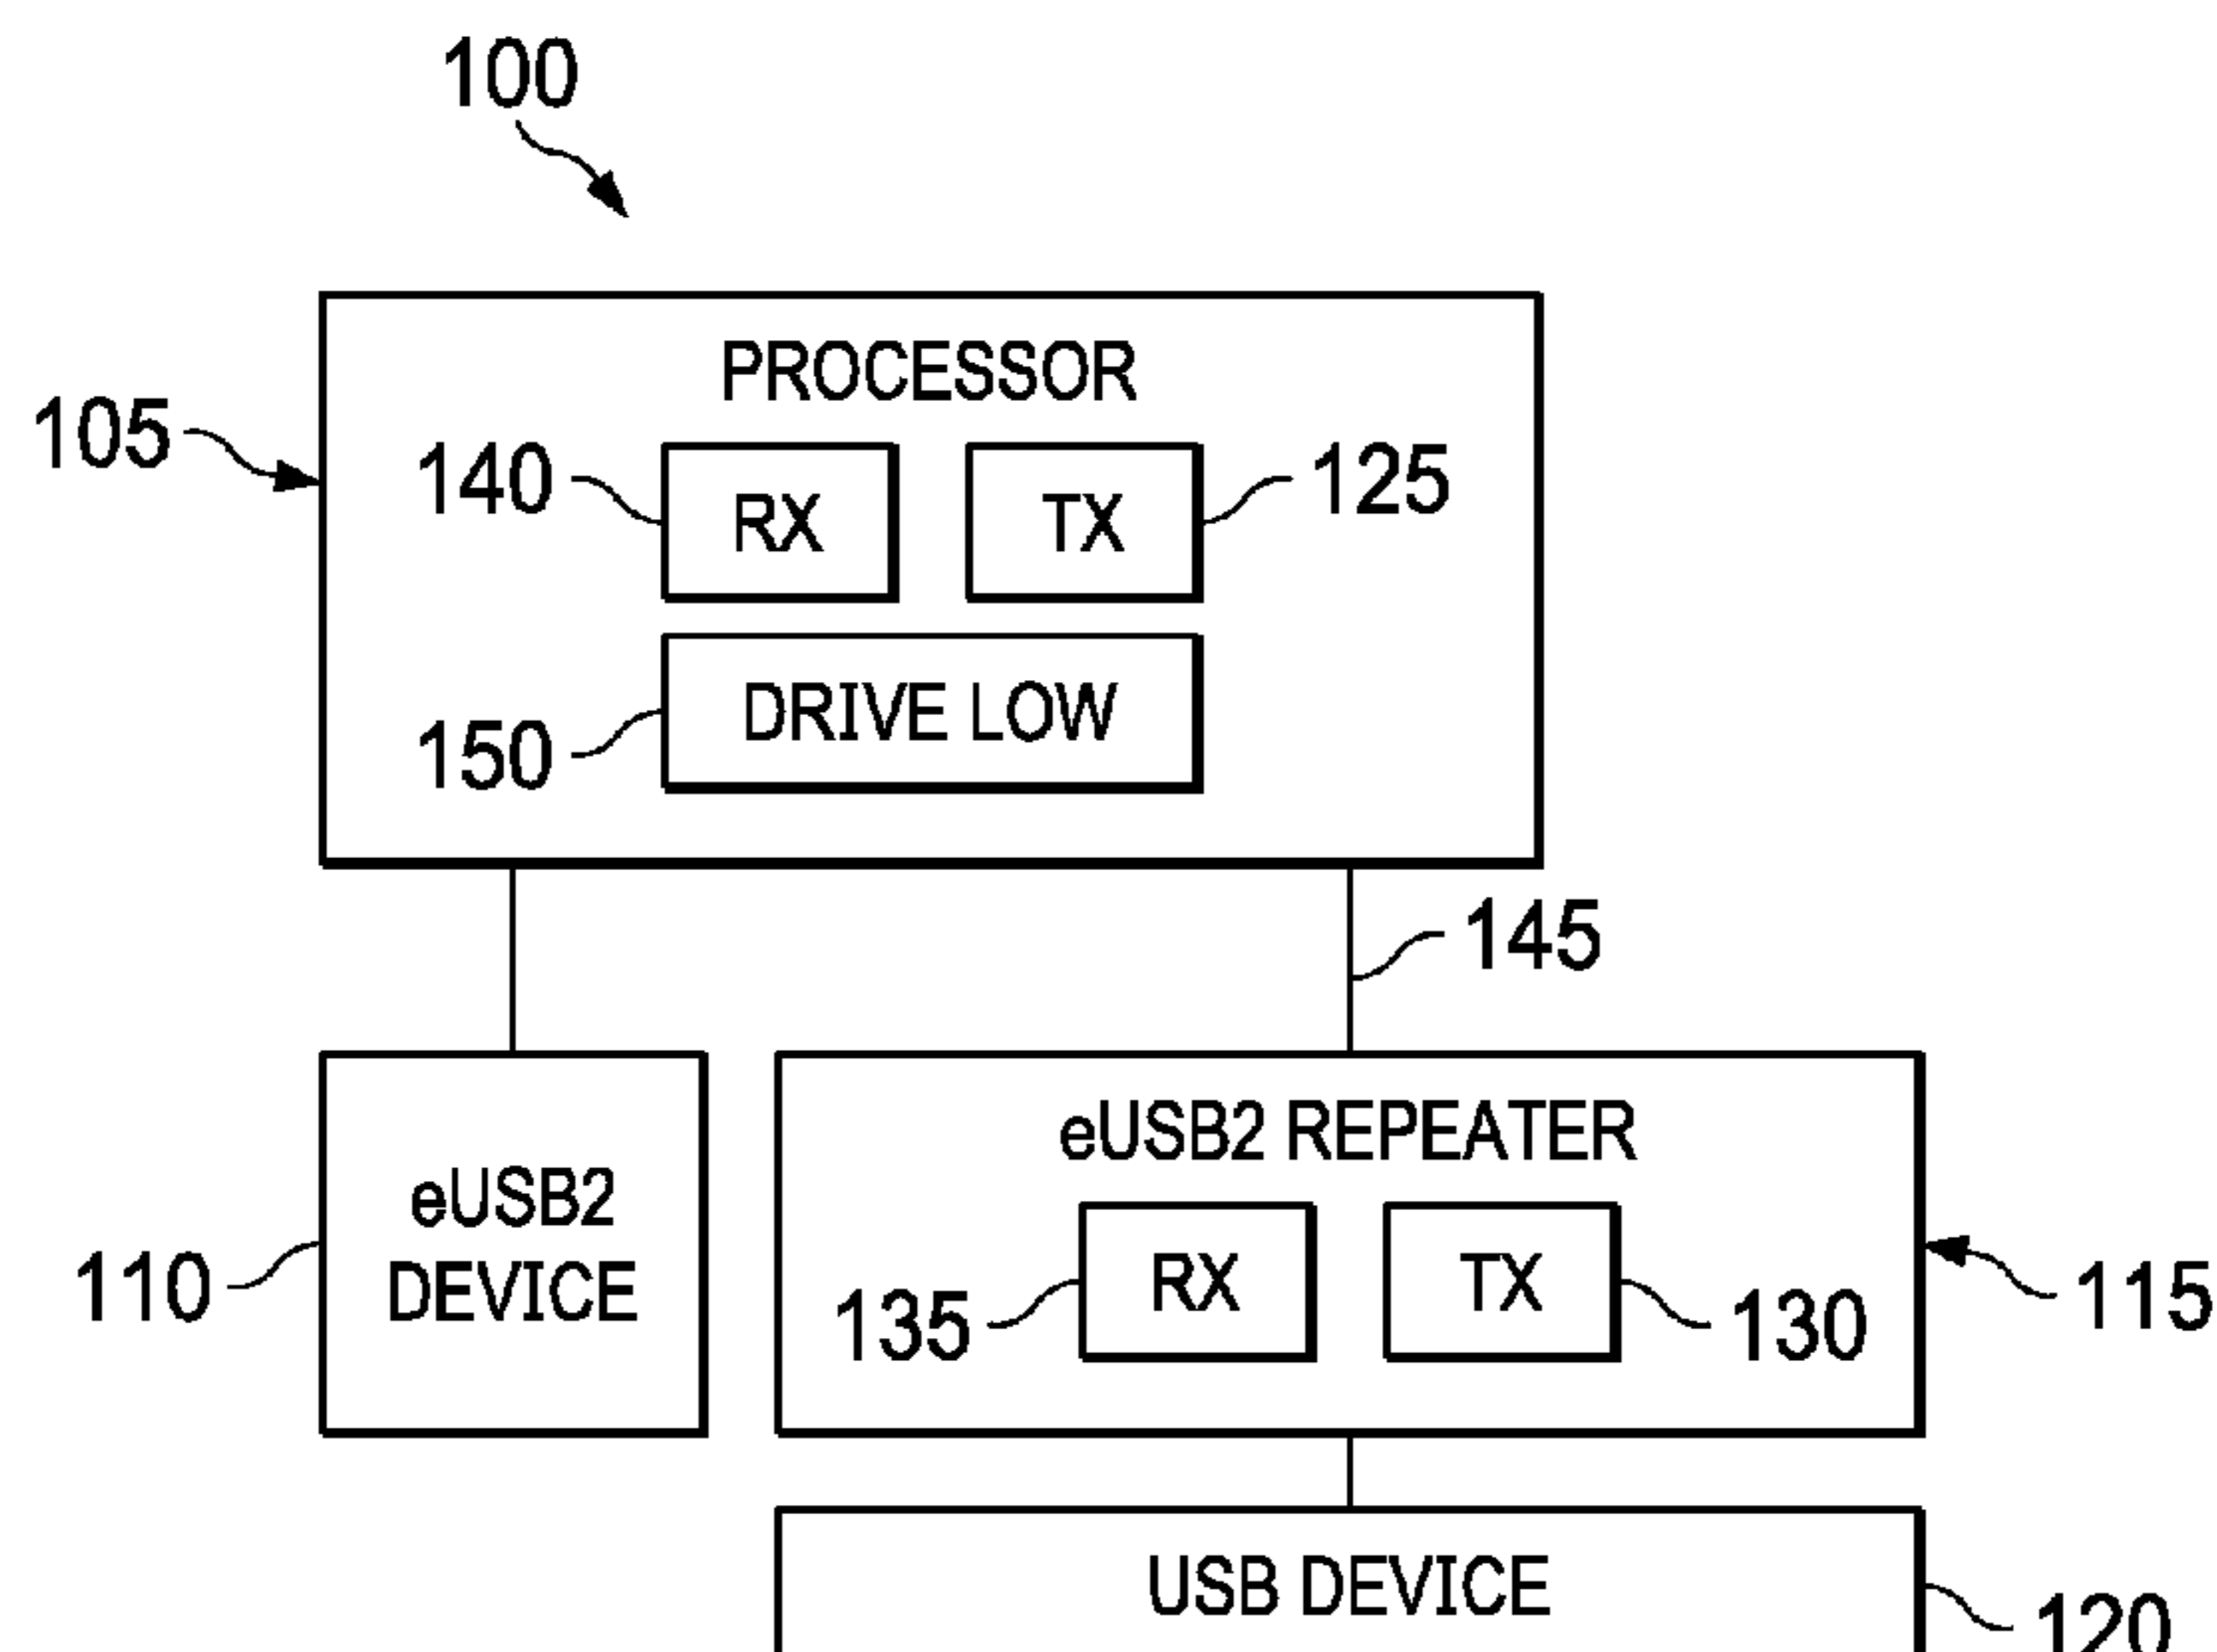 100
PROCESSOR
105
140
RX
TX
125
150
DRIVE LOW
145
eUSB2 REPEATER
eUSB2
DEVICE
110
135
RX
TX
130
115
USB DEVICE
120